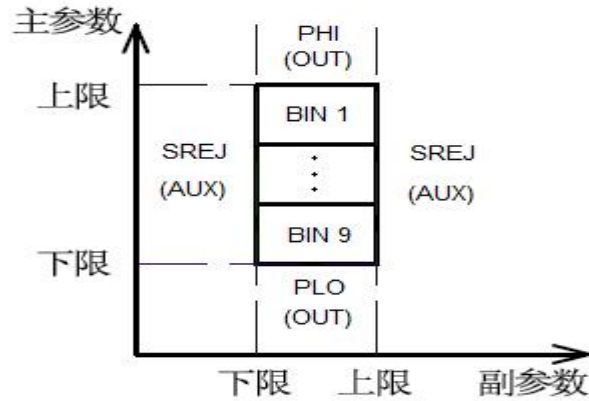 主参数
PHI
(OUT)
上限
BIN 1
SREJ
(AUX)
SREJ
(AUX)
BIN 9
下限
PLO
(OUT)
下限
上限
副参数